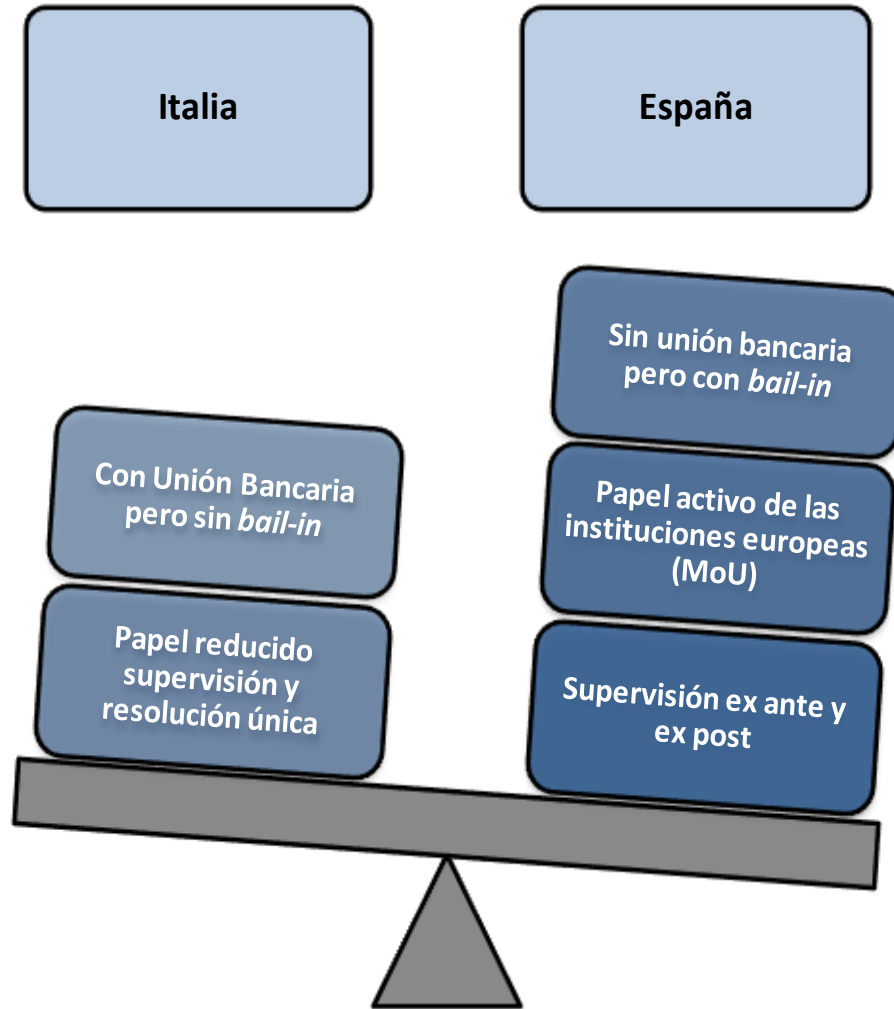 Italia
España
Sin unión bancaria
pero con bail-in
Con Unión Bancaria
pero sin bail-in
Papel activo de las
instituciones europeas
(MoU)
Papel reducido
supervisión y
resolución única
Supervisión ex ante y
ex post